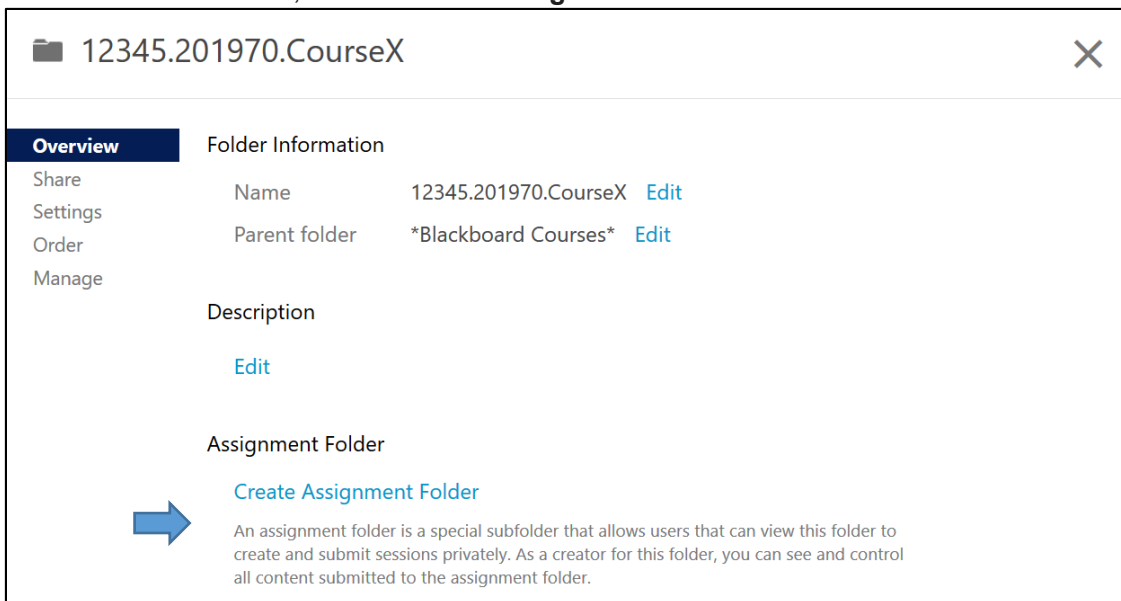 12345.201970.CourseX
Overview
Share
Settings
Order
Manage
Folder Information
Name 12345.201970.CourseX Edit
Parent folder *Blackboard Courses* Edit
Description
Edit
Assignment Folder
Create Assignment Folder
An assignment folder is a special subfolder that allows users that can view this folder to
create and submit sessions privately. As a creator for this folder, you can see and control
all content submitted to the assignment folder.